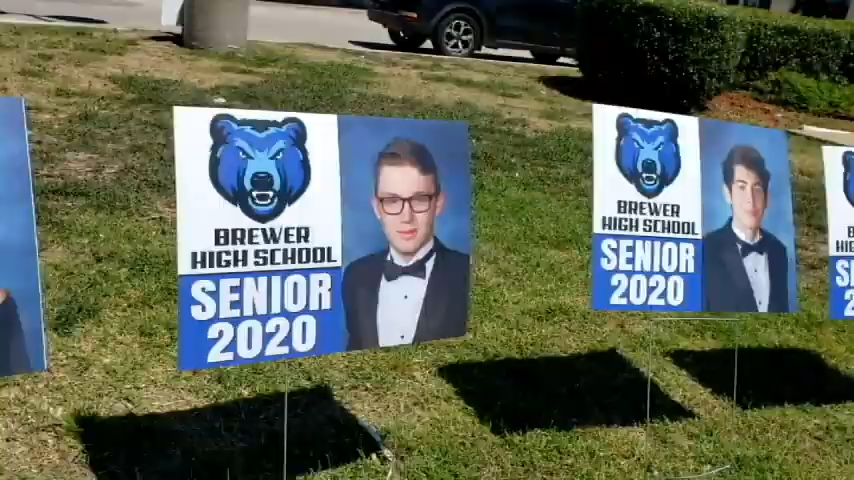 BREWER
HIGH SCHOOL
SENIOR
2020
BREWER
HIGH SCHOOL
SENIOR
2020